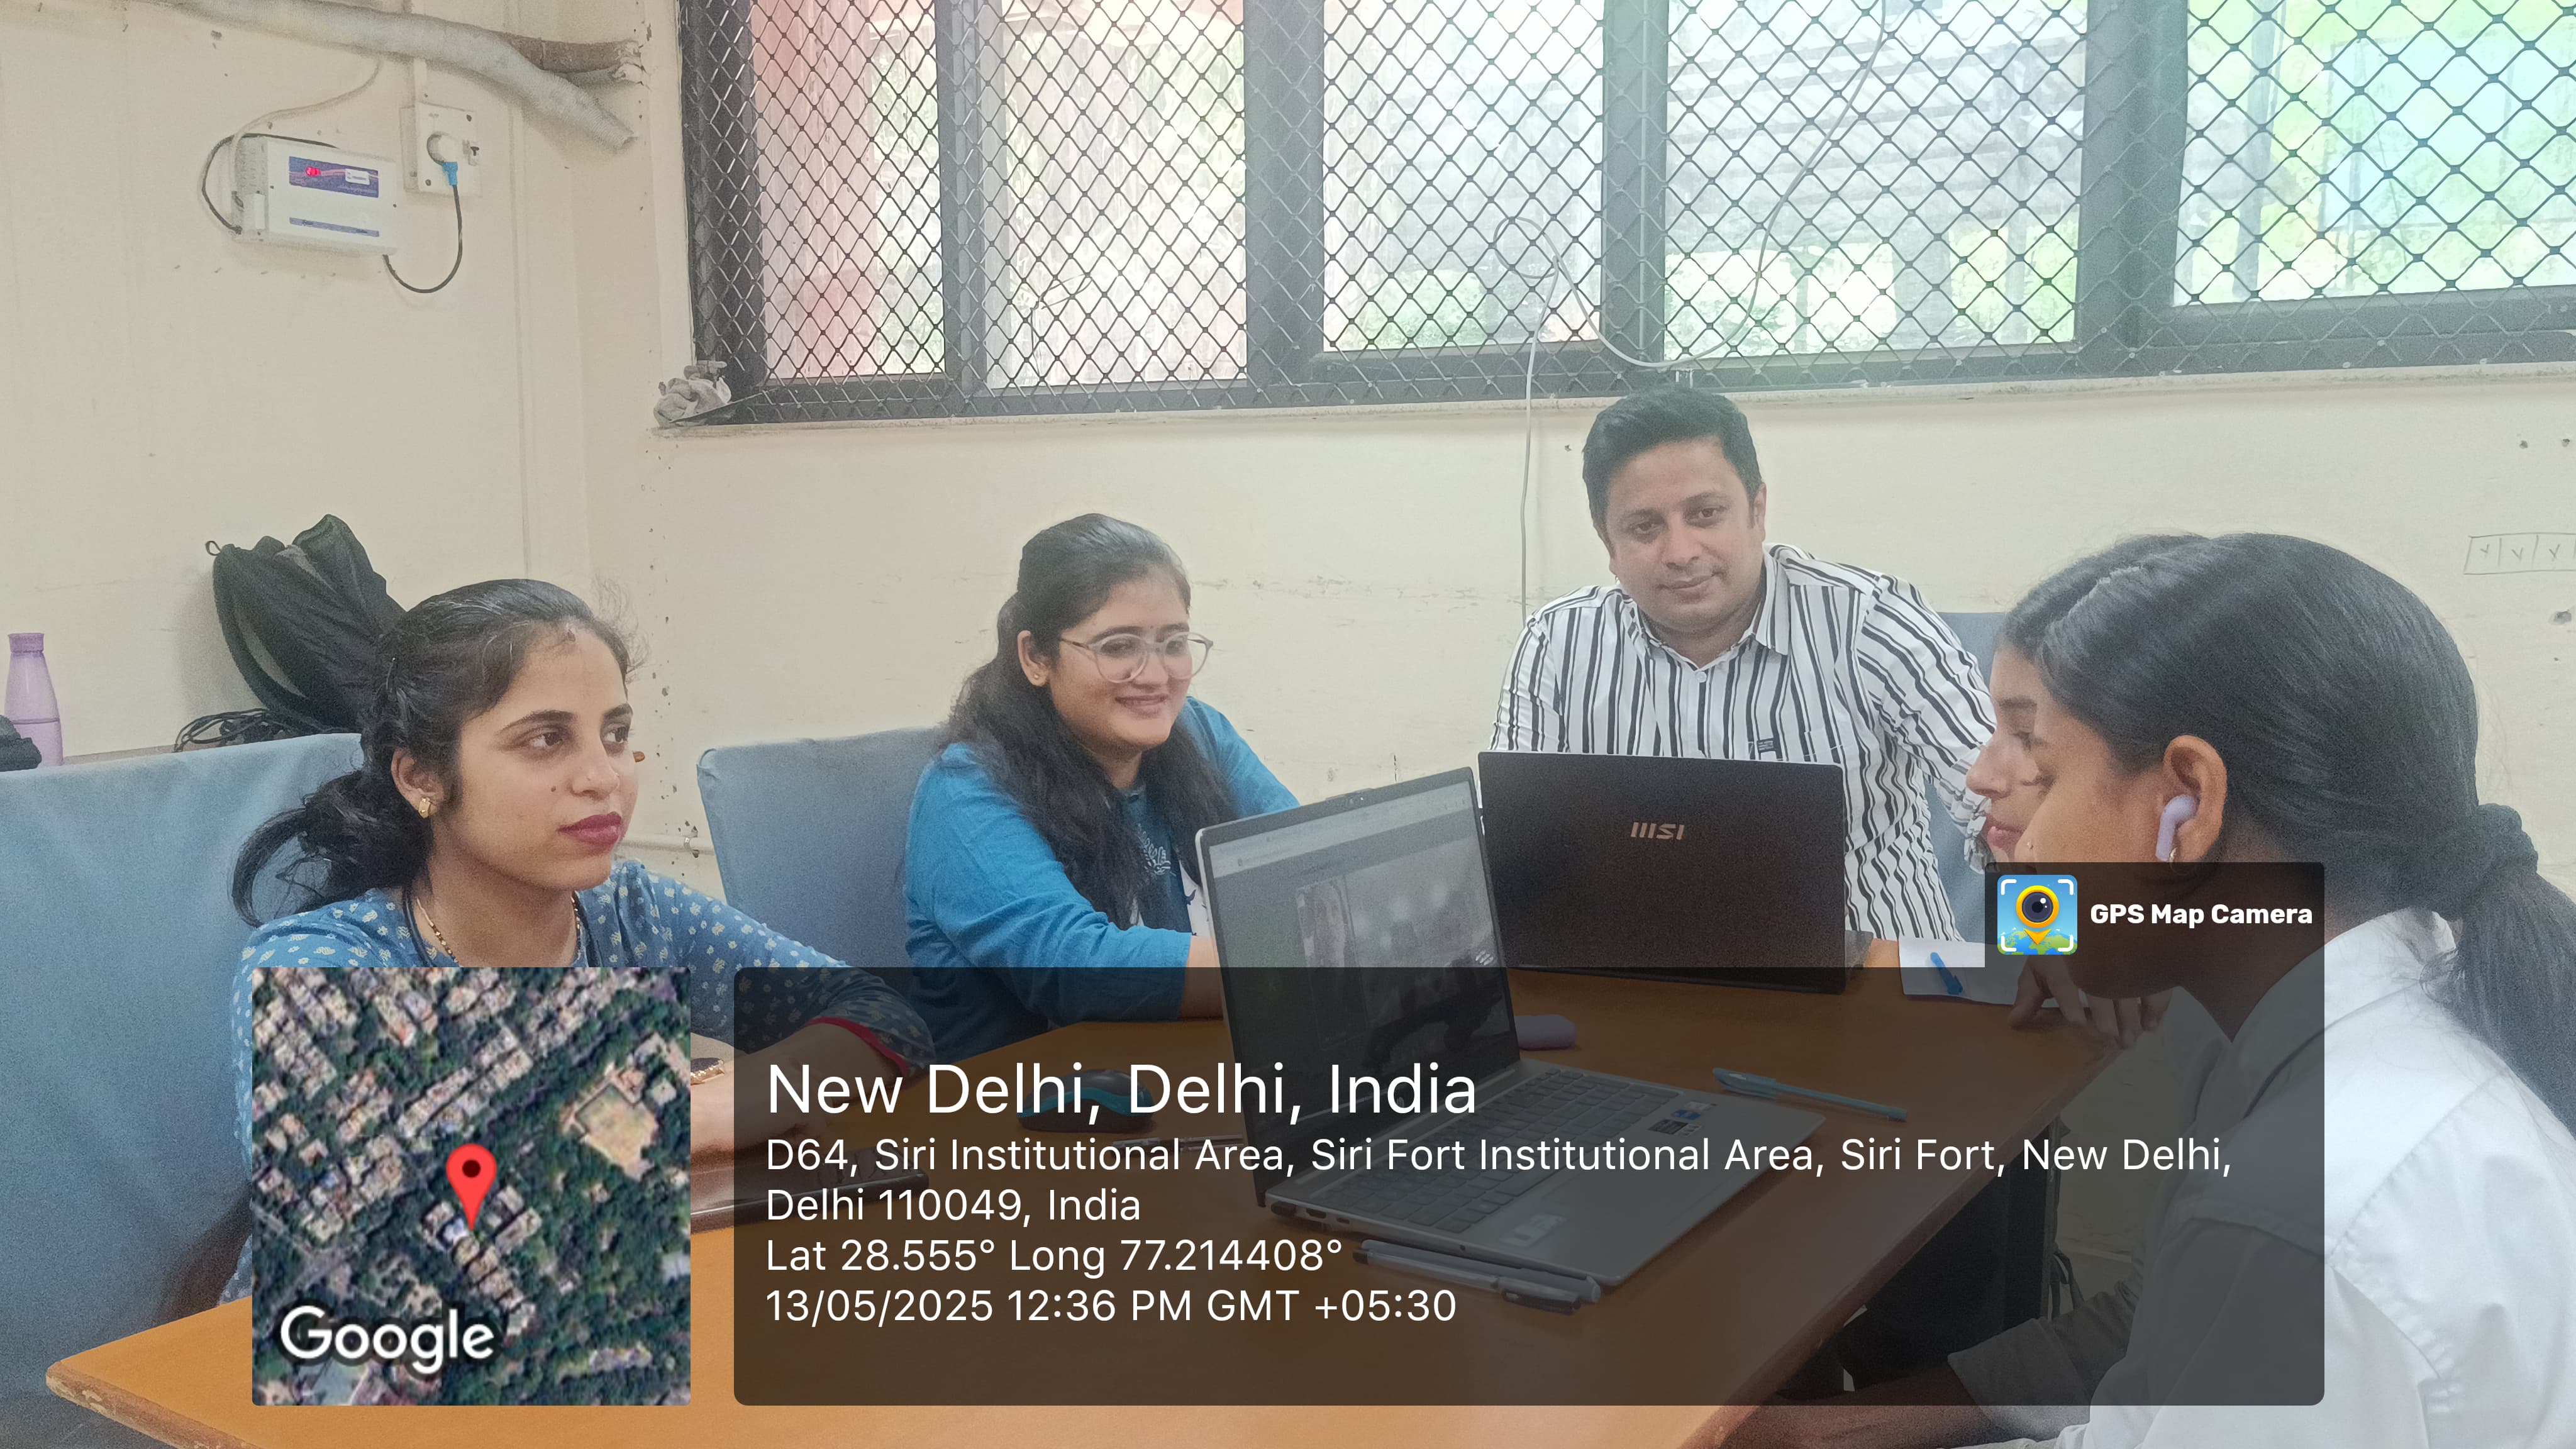 msi
GPS Map Camera
New Delhi, Delhi, India
D64, Siri Institutional Area, Siri Fort Institutional Area, Siri Fort, New Delhi,
Delhi 110049, India
Lat 28.555° Long 77.214408°
13/05/2025 12:36 PM GMT +05:30
Google